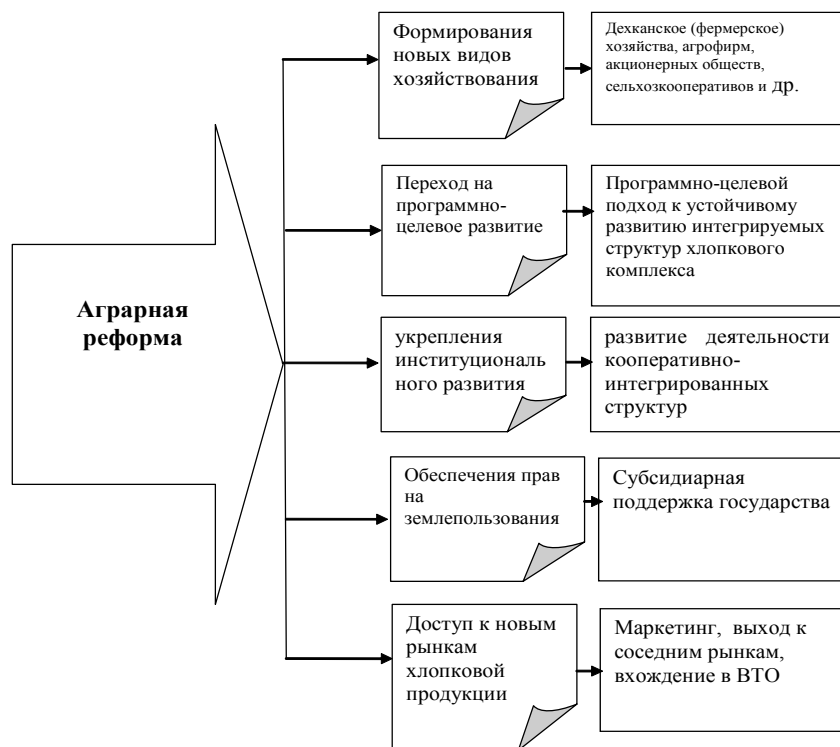 Формирования
новых видов
хозяйствования
Дехканское (фермерское)
хозяйства, агрофирм,
акционерных обществ,
сельхозкооперативов и др.
Переход на
программно-
целевое развитие
Программно-целевой
подход к устойчивому
развитию интегрируемых
структур хлопкового
комплекса
Аграрная
реформа
укрепления
институциональ
ного развития
развитие деятельности
кооперативно-
интегрированных
структур
Обеспечения прав
на
землепользования
Субсидиарная
поддержка государства
Доступ к новым
рынкам
хлопковой
продукции
Маркетинг, выход к
соседним рынкам,
вхождение в ВТО